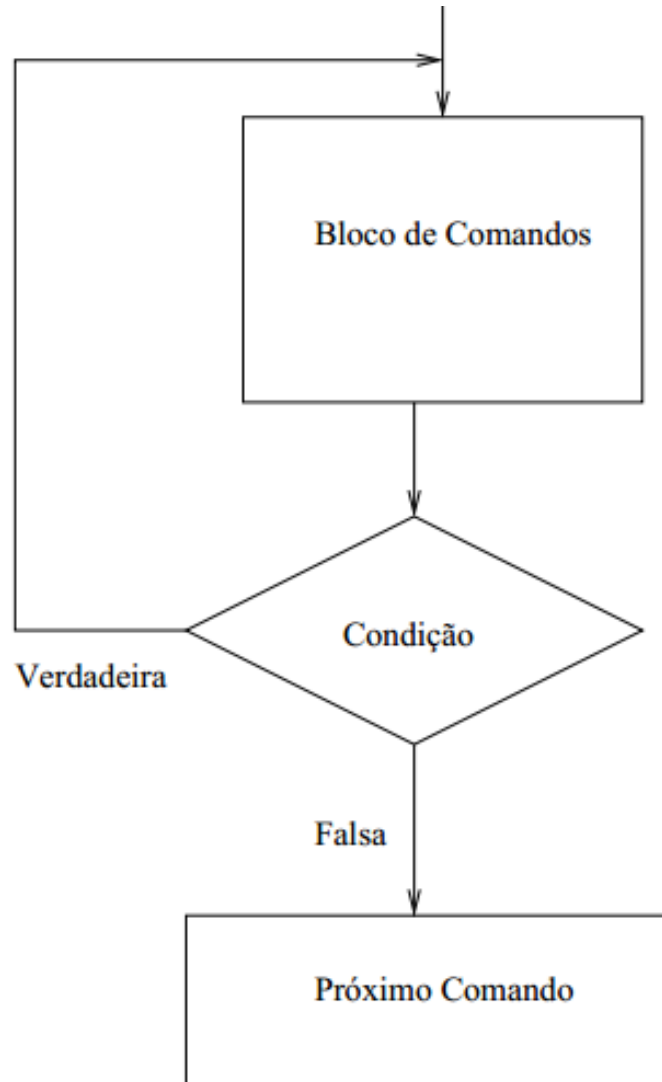 Bloco de Comandos
Condição
Verdadeira
Falsa
Próximo Comando